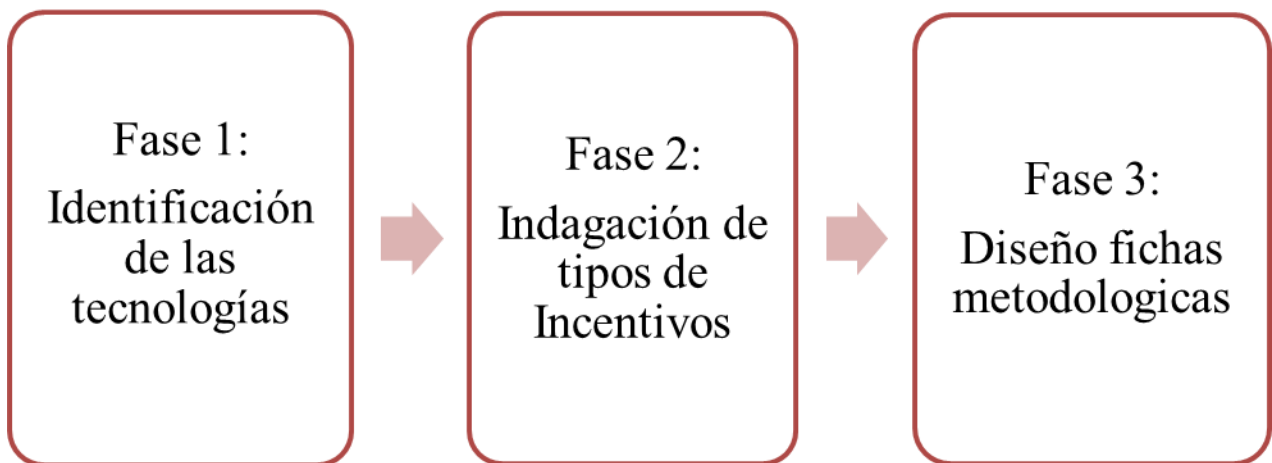 Fase 1:
Identificación
de las
tecnologías
Fase 2:
Indagación de
tipos de
Incentivos
Fase 3:
Diseño fichas
metodologicas